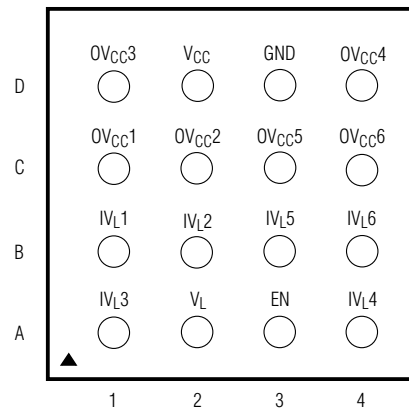 OVCC3 VCC GND OVCC4
D
OVCC1 OVCC2 OVCC5 OVCC6
C
IVL1 IVL2 IVL5 IVL6
B
IVL3 VL EN IVL4
A
1 2 3 4